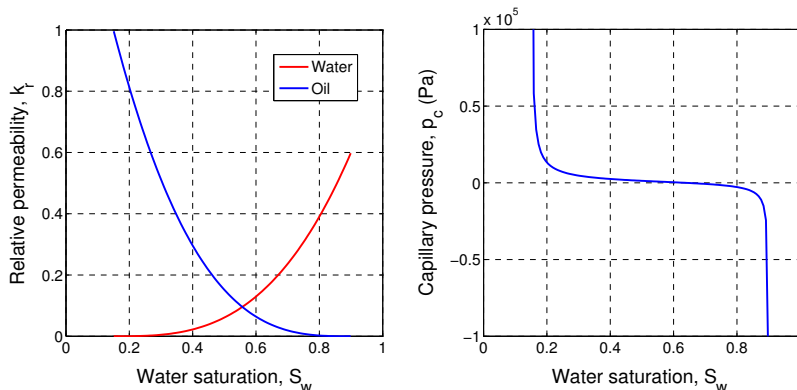 Relative permeability, k_r
1
0.8
0.6
0.4
0.2
0
0 0.2 0.4 0.6 0.8 1
Water saturation, S_w
Water
Oil
Capillary pressure, p_c (Pa)
1 x 10^5
0.5
0
−0.5
−1
0 0.2 0.4 0.6 0.8
Water saturation, S_w